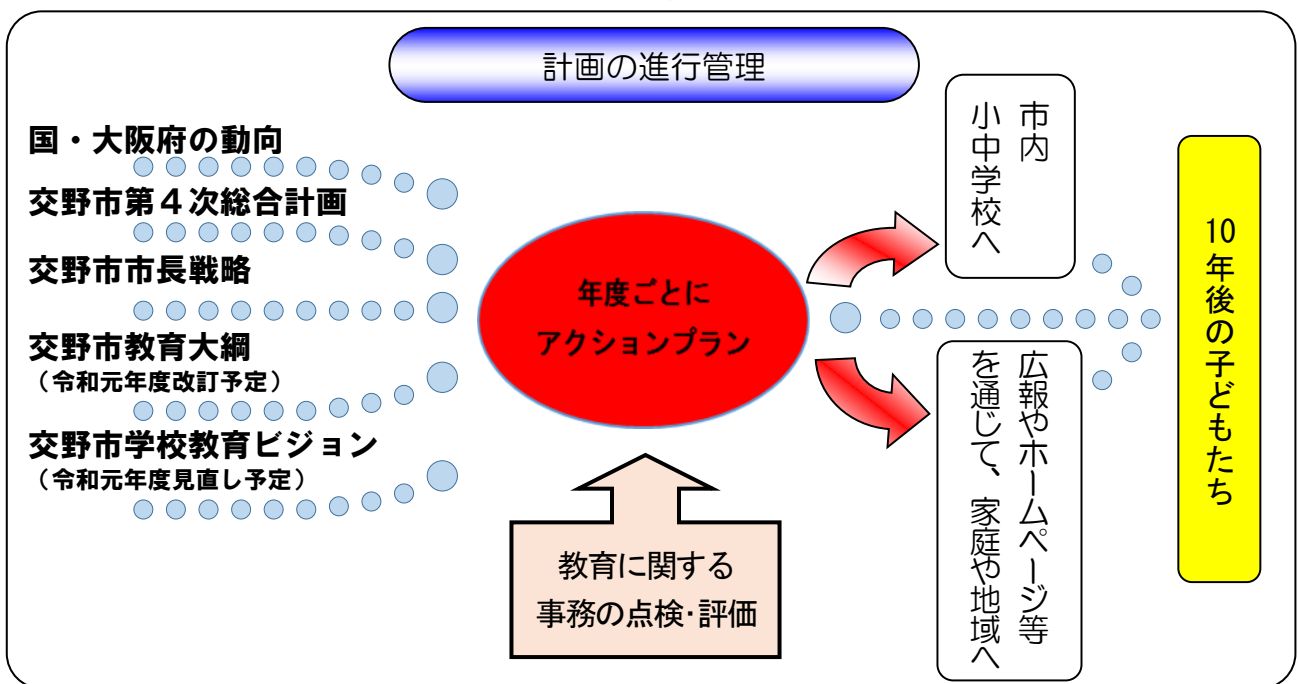 計画の進行管理
国・大阪府の動向
交野市第４次総合計画
交野市市長戦略
交野市教育大綱
（令和元年度改訂予定）
交野市学校教育ビジョン
（令和元年度見直し予定）
年度ごとに
アクションプラン
教育に関する
事務の点検・評価
市内
小中学校へ
広報やホームページ等
を通じて、家庭や地域へ
10年後の子どもたち